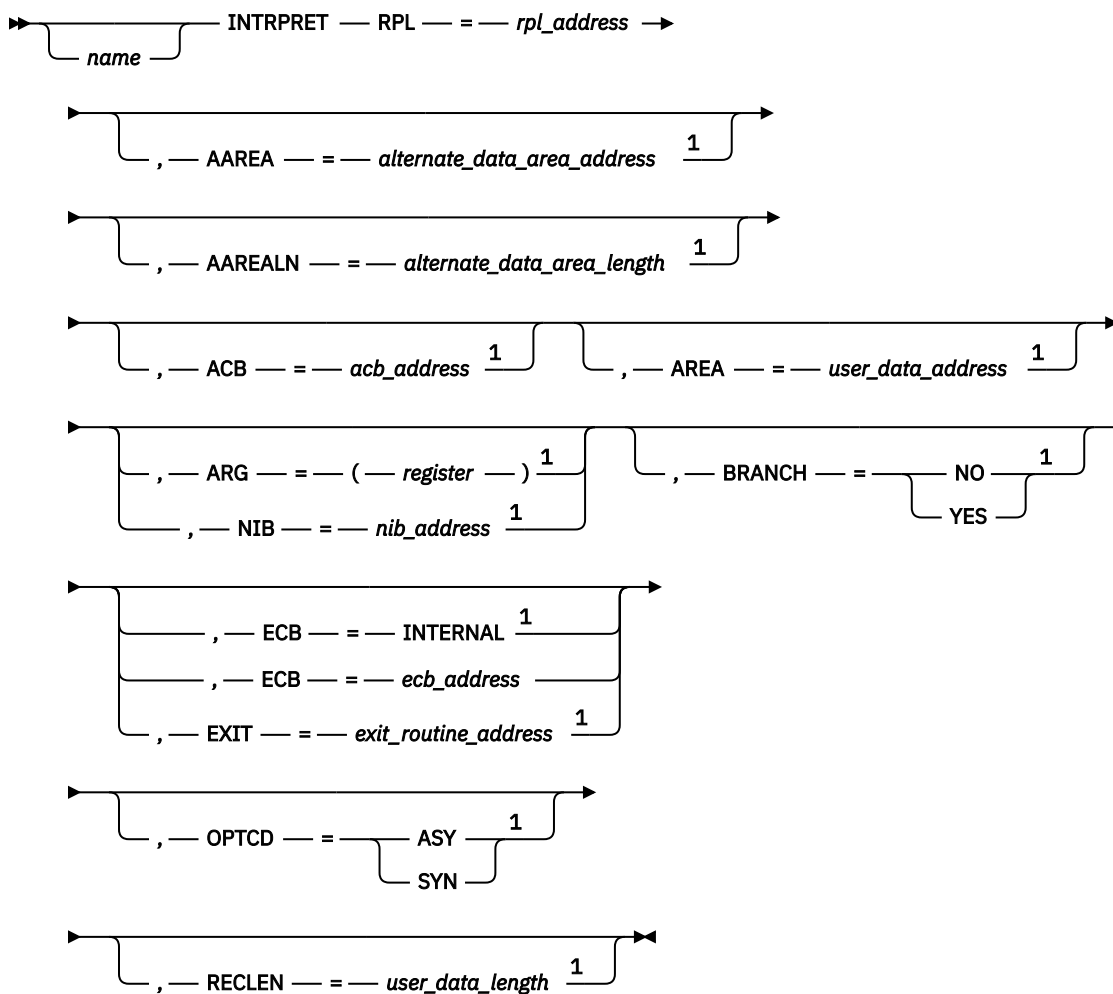 INTRPRET RPL = rpl_address
name
, AAREA = alternate_data_area_address 1
, AAREALN = alternate_data_area_length 1
, ACB = acb_address 1 , AREA = user_data_address 1
, ARG = ( register ) 1 , BRANCH = NO 1
YES
, NIB = nib_address 1
, ECB = INTERNAL 1
, ECB = ecb_address
, EXIT = exit_routine_address 1
, OPTCD = ASY 1
SYN
, RECLEN = user_data_length 1